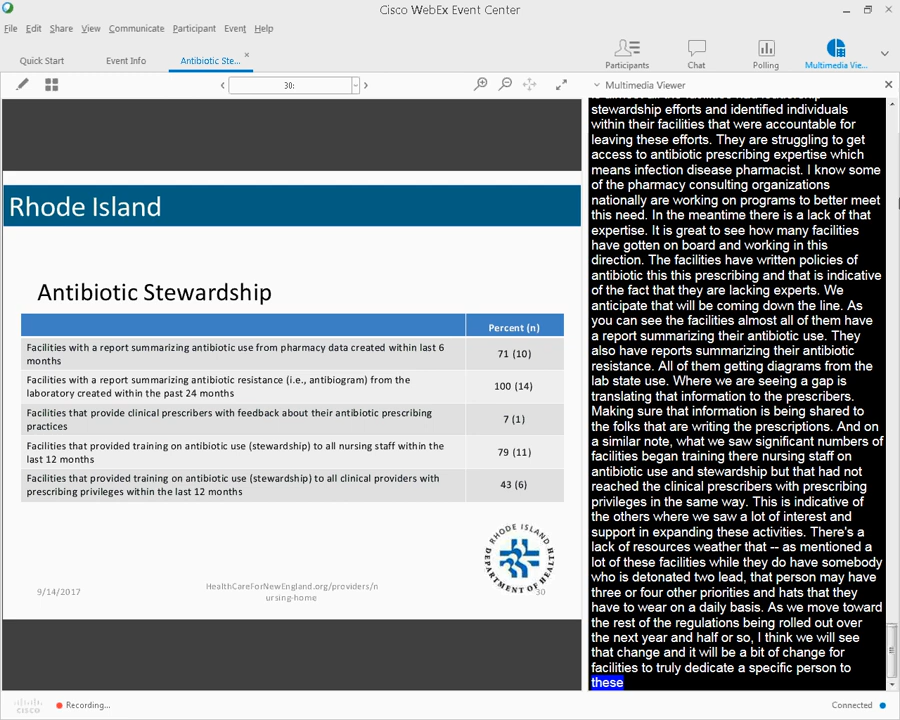 Cisco WebEx Event Center
File Edit Share View Communicate Participant Event Help
Quick Start Event Info Antibiotic Ste...
Participants Chat Polling Multimedia Vie...
30:
Multimedia Viewer
Rhode Island
Antibiotic Stewardship
Percent (n)
Facilities with a report summarizing antibiotic use from pharmacy data created within last 6
months
71 (10)
Facilities with a report summarizing antibiotic resistance (i.e., antibiogram) from the
laboratory created within the past 24 months
100 (14)
Facilities that provide clinical prescribers with feedback about their antibiotic prescribing
practices
7 (1)
Facilities that provided training on antibiotic use (stewardship) to all nursing staff within the
last 12 months
79 (11)
Facilities that provided training on antibiotic use (stewardship) to all clinical providers with
prescribing privileges within the last 12 months
43 (6)
RHODE ISLAND
DEPARTMENT OF HEALTH
9/14/2017
HealthCareForNewEngland.org/providers/n
ursing-home
30
stewardship efforts and identified individuals
within their facilities that were accountable for
leaving these efforts. They are struggling to get
access to antibiotic prescribing expertise which
means infection disease pharmacist. I know some
of the pharmacy consulting organizations
nationally are working on programs to better meet
this need. In the meantime there is a lack of that
expertise. It is great to see how many facilities
have gotten on board and working in this
direction. The facilities have written policies of
antibiotic this this prescribing and that is indicative
of the fact that they are lacking experts. We
anticipate that will be coming down the line. As
you can see the facilities almost all of them have
a report summarizing their antibiotic use. They
also have reports summarizing their antibiotic
resistance. All of them getting diagrams from the
lab state use. Where we are seeing a gap is
translating that information to the prescribers.
Making sure that information is being shared to
the folks that are writing the prescriptions. And on
a similar note, what we saw significant numbers of
facilities began training there nursing staff on
antibiotic use and stewardship but that had not
reached the clinical prescribers with prescribing
privileges in the same way. This is indicative of
the others where we saw a lot of interest and
support in expanding these activities. There's a
lack of resources weather that -- as mentioned a
lot of these facilities while they do have somebody
who is detonated two lead, that person may have
three or four other priorities and hats that they
have to wear on a daily basis. As we move toward
the rest of the regulations being rolled out over
the next year and half or so, I think we will see
that change and it will be a bit of change for
facilities to truly dedicate a specific person to
these
cisco
Recording...
Connected